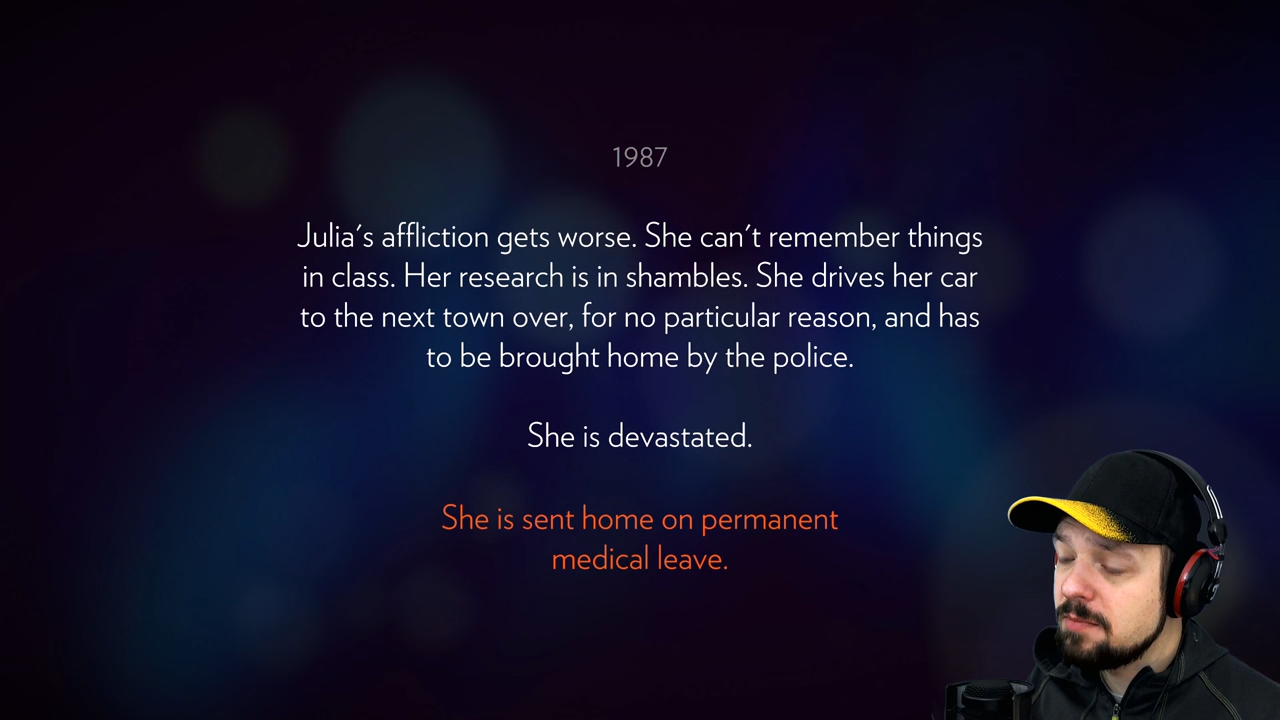 1987
Julia's affliction gets worse. She can't remember things
in class. Her research is in shambles. She drives her car
to the next town over, for no particular reason, and has
to be brought home by the police.
She is devastated.
She is sent home on permanent
medical leave.